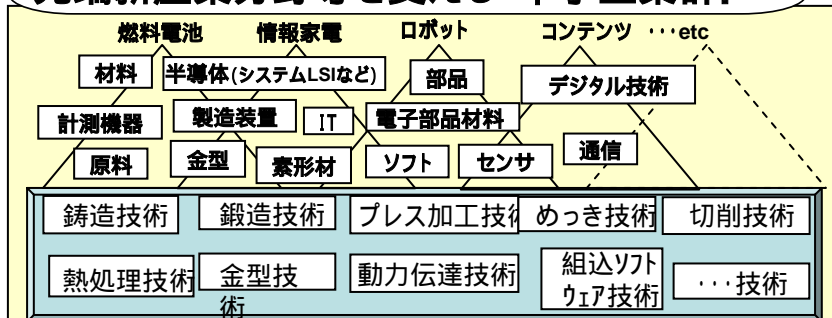 燃料電池 情報家電 ロボット コンテンツ ・・・etc
材料 半導体(システムLSIなど) 部品 デジタル技術
計測機器 製造装置 IT 電子部品材料
原料 金型 素形材 ソフト センサ 通信
鋳造技術 鍛造技術 プレス加工技術 めっき技術 切削技術
熱処理技術 金型技術 動力伝達技術 組込ソフトウェア技術 ・・・技術